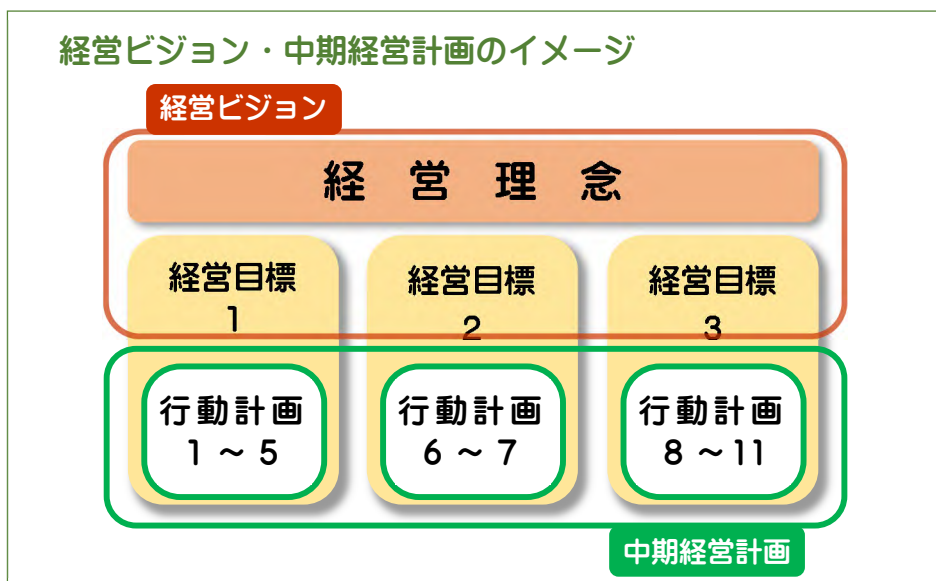 経営ビジョン・中期経営計画のイメージ
経営ビジョン
経営理念
経営目標
1
経営目標
2
経営目標
3
行動計画
1 ~ 5
行動計画
6 ~ 7
行動計画
8 ~ 11
中期経営計画